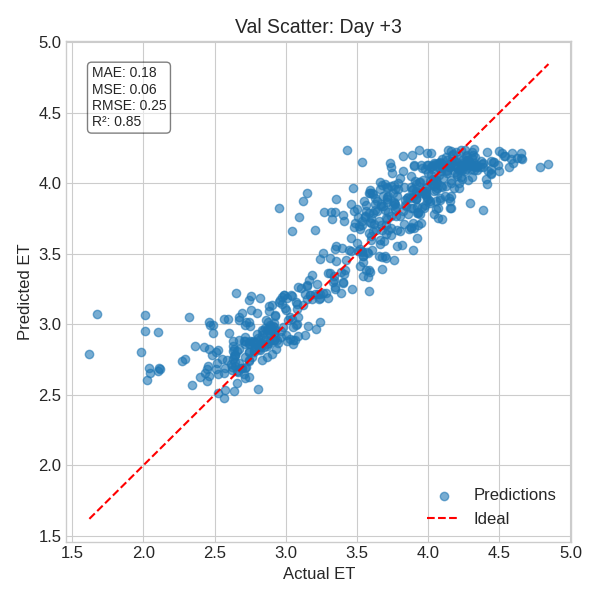 Val Scatter: Day +3
MAE: 0.18
MSE: 0.06
RMSE: 0.25
R²: 0.85
5.0
4.5
4.0
3.5
3.0
2.5
2.0
1.5
Predicted ET
Predictions
Ideal
1.5 2.0 2.5 3.0 3.5 4.0 4.5 5.0
Actual ET